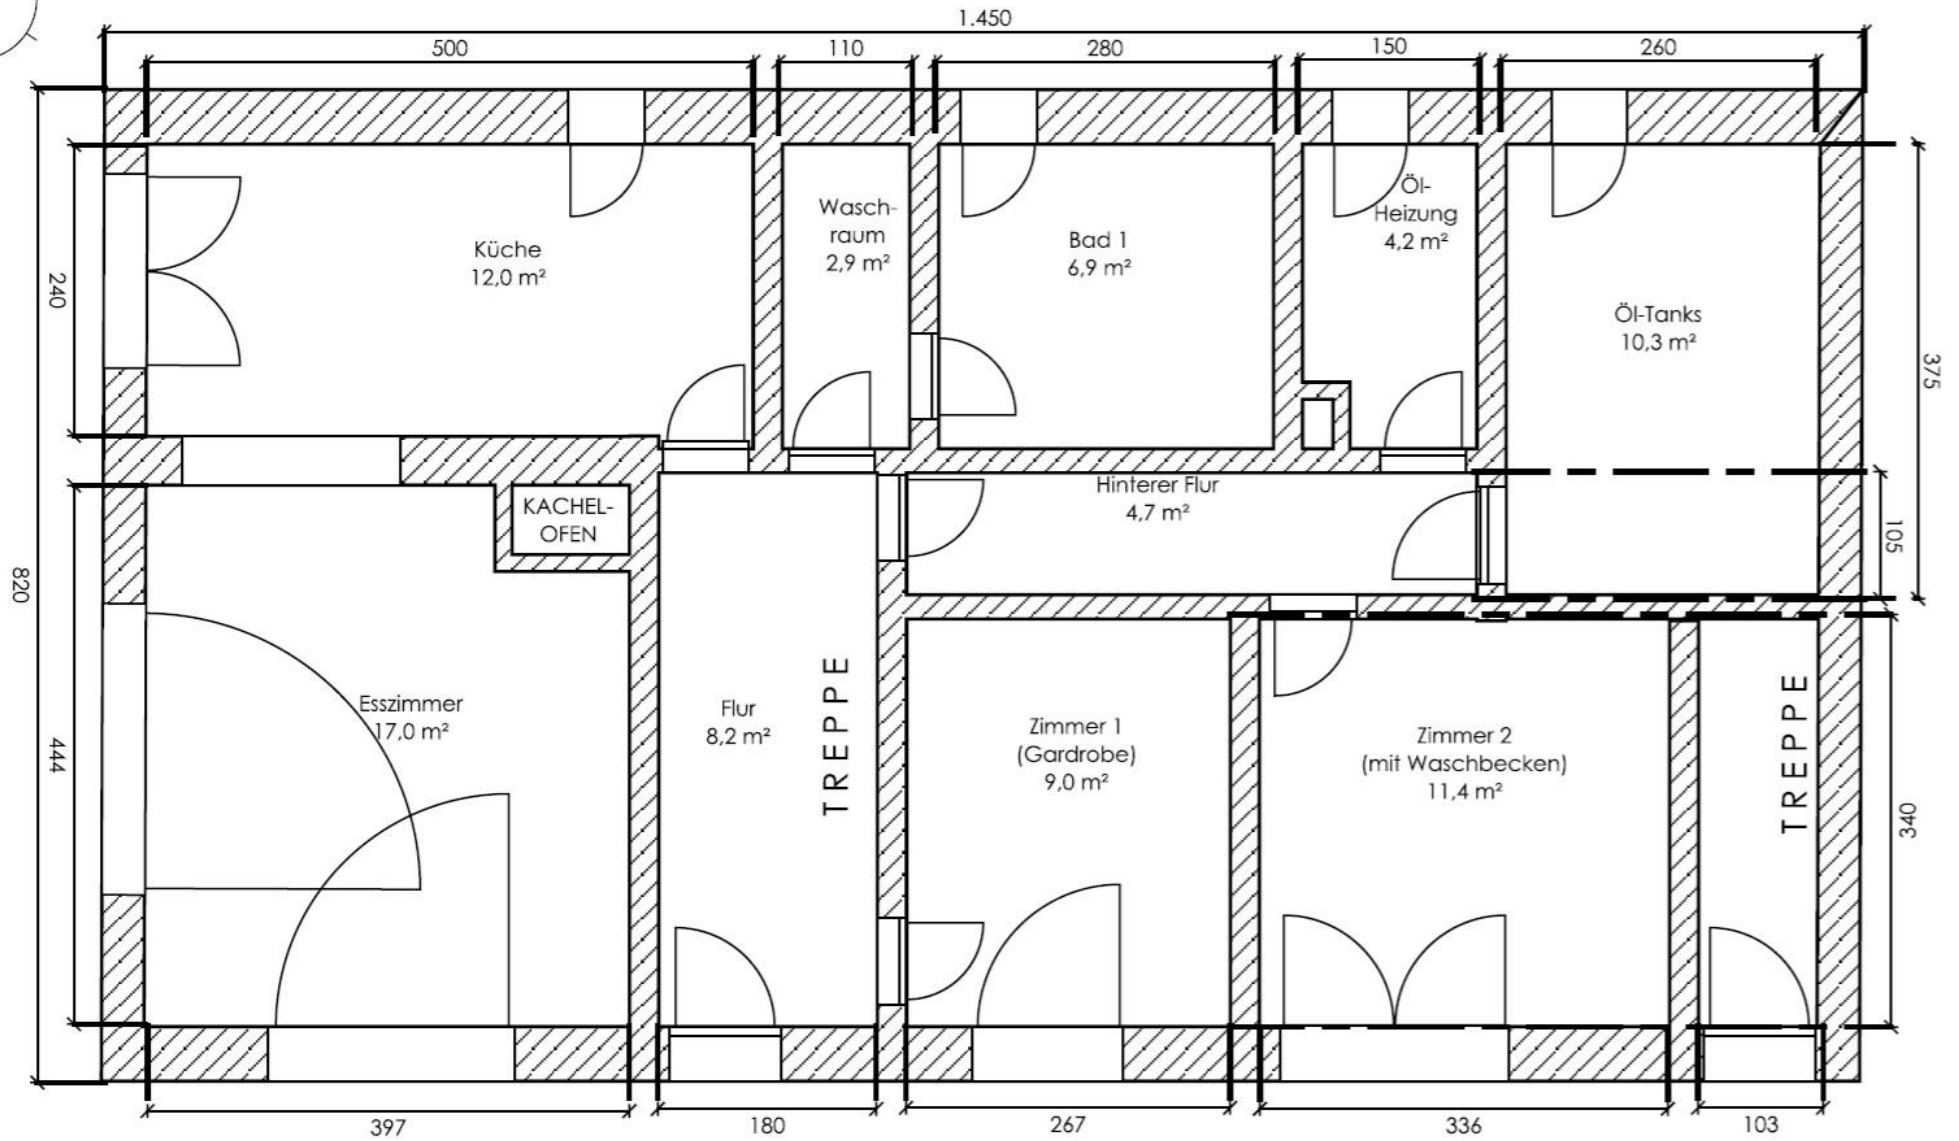 1.450
500
110
280
150
260
Küche
12,0 m²
Wasch-
raum
2,9 m²
Bad 1
6,9 m²
Öl-
Heizung
4,2 m²
Öl-Tanks
10,3 m²
240
375
820
KACHEL-
OFEN
Hinterer Flur
4,7 m²
105
444
Esszimmer
17,0 m²
Flur
8,2 m²
TREPPE
Zimmer 1
(Gardrobe)
9,0 m²
Zimmer 2
(mit Waschbecken)
11,4 m²
TREPPE
340
397
180
267
336
103